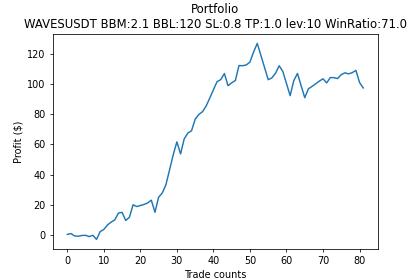 Portfolio
WAVESUSDT BBM:2.1 BBL:120 SL:0.8 TP:1.0 lev:10 WinRatio:71.0
120
100
80
60
40
20
0
Profit ($)
0 10 20 30 40 50 60 70 80
Trade counts